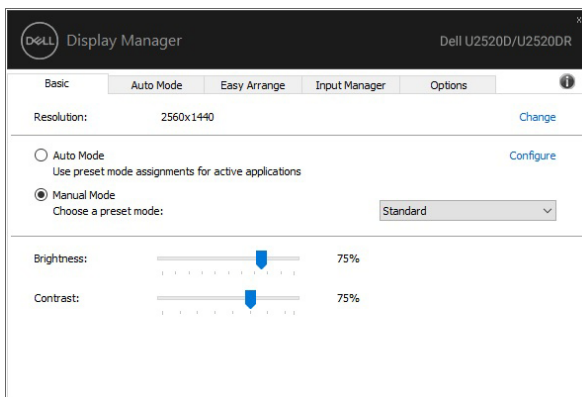 DELL Display Manager Dell U2520D/U2520DR
Basic Auto Mode Easy Arrange Input Manager Options
Resolution: 2560x1440 Change
Auto Mode Configure
Use preset mode assignments for active applications
Manual Mode
Choose a preset mode: Standard
Brightness: 75%
Contrast: 75%